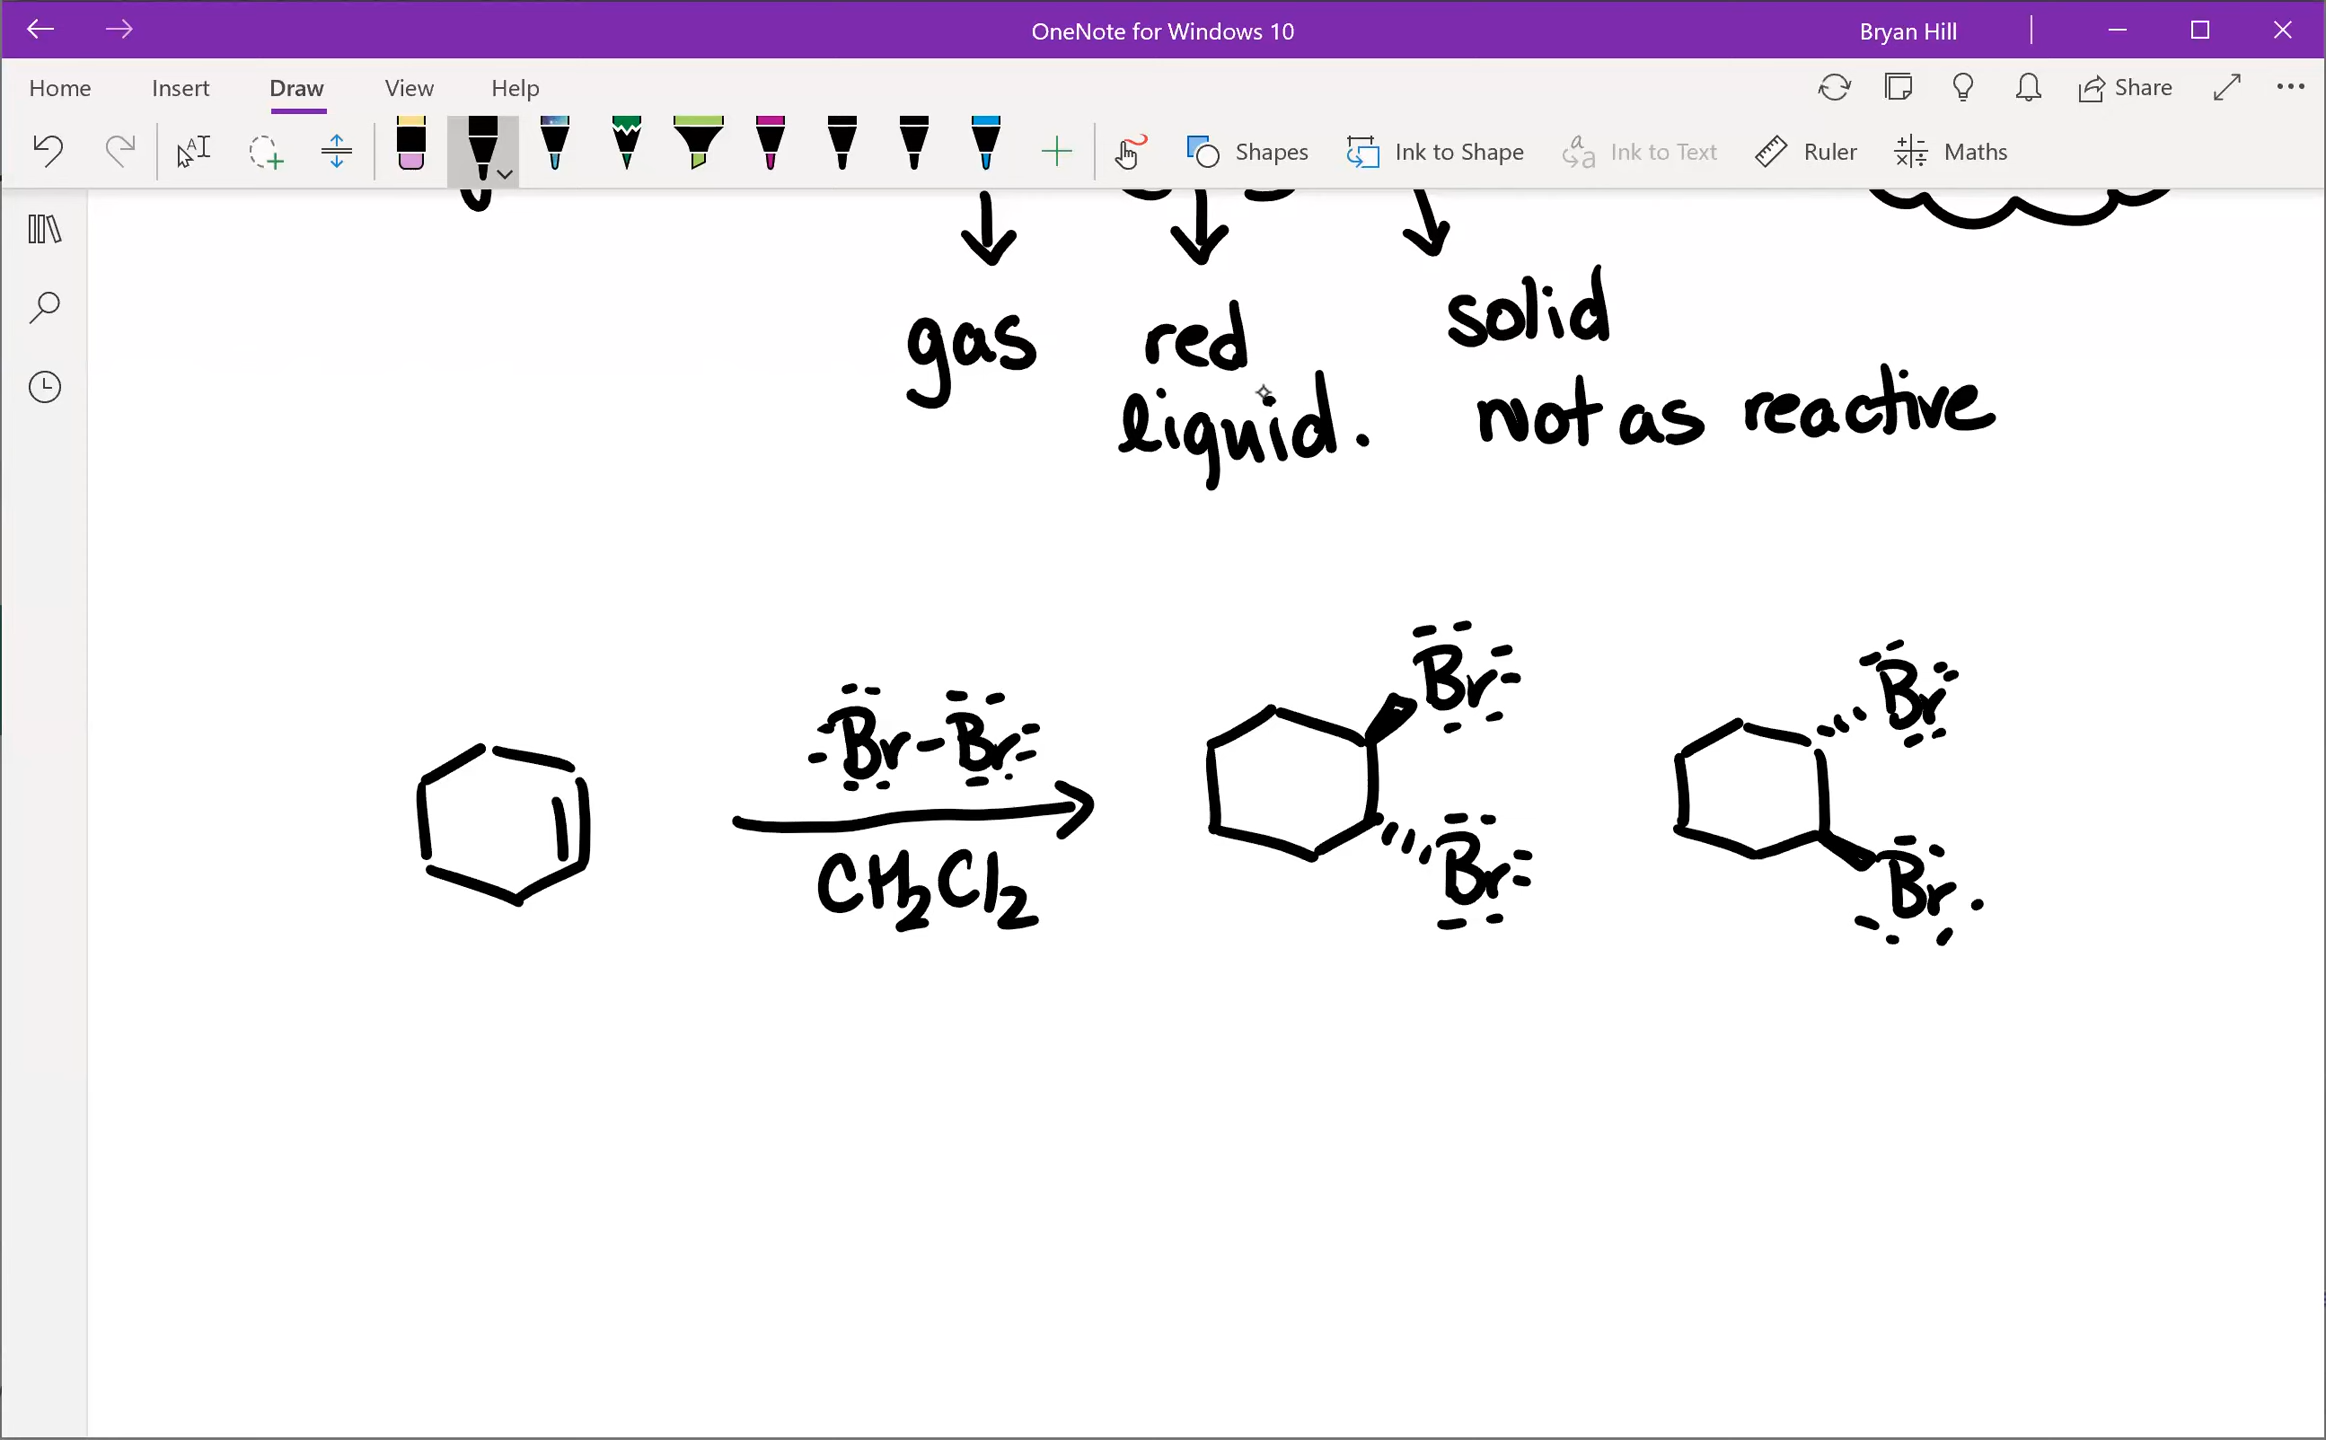 OneNote for Windows 10
Bryan Hill
Home Insert Draw View Help
Share
Shapes Ink to Shape Ink to Text Ruler Maths
gas red solid
liquid. not as reactive
Br-Br
CH2Cl2
Br
Br
Br
Br